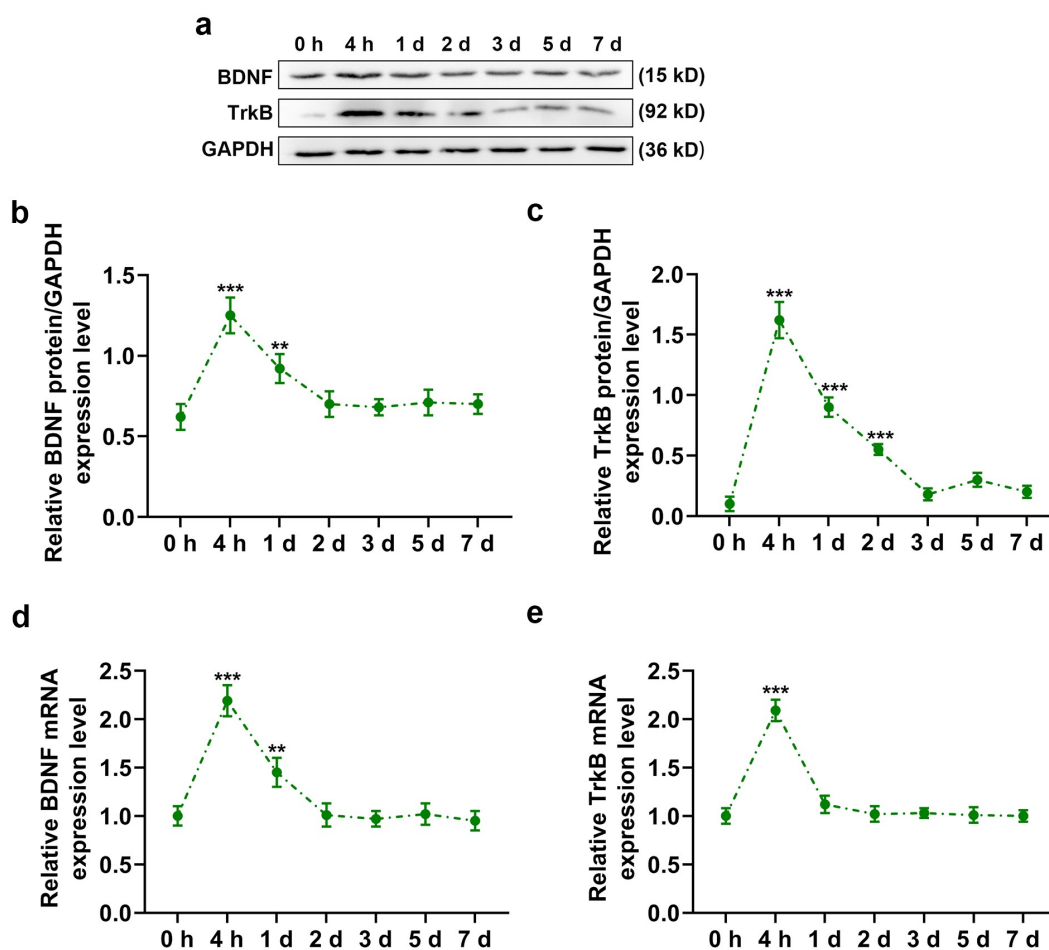 a
0 h 4 h 1 d 2 d 3 d 5 d 7 d
BDNF (15 kD)
TrkB (92 kD)
GAPDH (36 kD)
b
Relative BDNF protein/GAPDH
expression level
1.5
1.0
0.5
0.0
*** **
0 h 4 h 1 d 2 d 3 d 5 d 7 d
c
Relative TrkB protein/GAPDH
expression level
2.0
1.5
1.0
0.5
0.0
*** *** ***
0 h 4 h 1 d 2 d 3 d 5 d 7 d
d
Relative BDNF mRNA
expression level
2.5
2.0
1.5
1.0
0.5
0.0
*** **
0 h 4 h 1 d 2 d 3 d 5 d 7 d
e
Relative TrkB mRNA
expression level
2.5
2.0
1.5
1.0
0.5
0.0
***
0 h 4 h 1 d 2 d 3 d 5 d 7 d